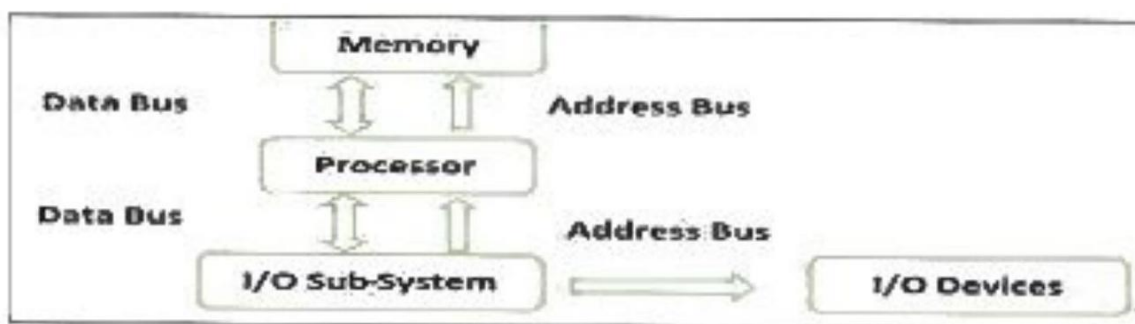 Memory
Data Bus
Address Bus
Processor
Data Bus
Address Bus
I/O Sub-System
I/O Devices